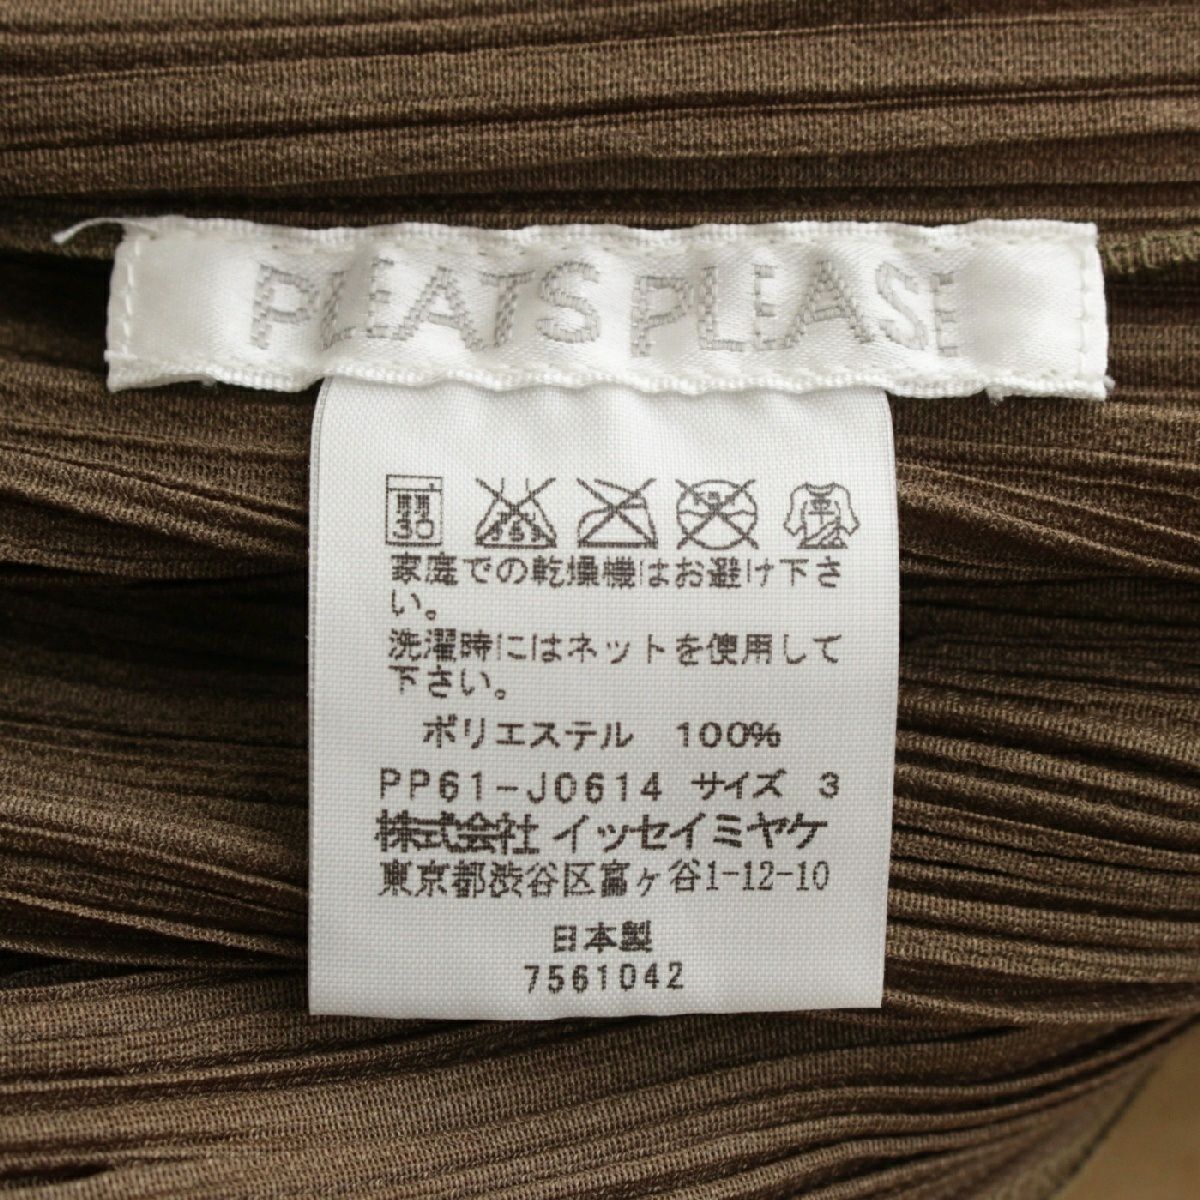 PLEATS PLEASE
弱
30
家庭での乾燥機はお避け下さ
い。
洗濯時にはネットを使用して
下さい。
ポリエステル 100%
PP61-J0614 サイズ 3
株式会社 イッセイミヤケ
東京都渋谷区富ヶ谷1-12-10
日本製
7561042